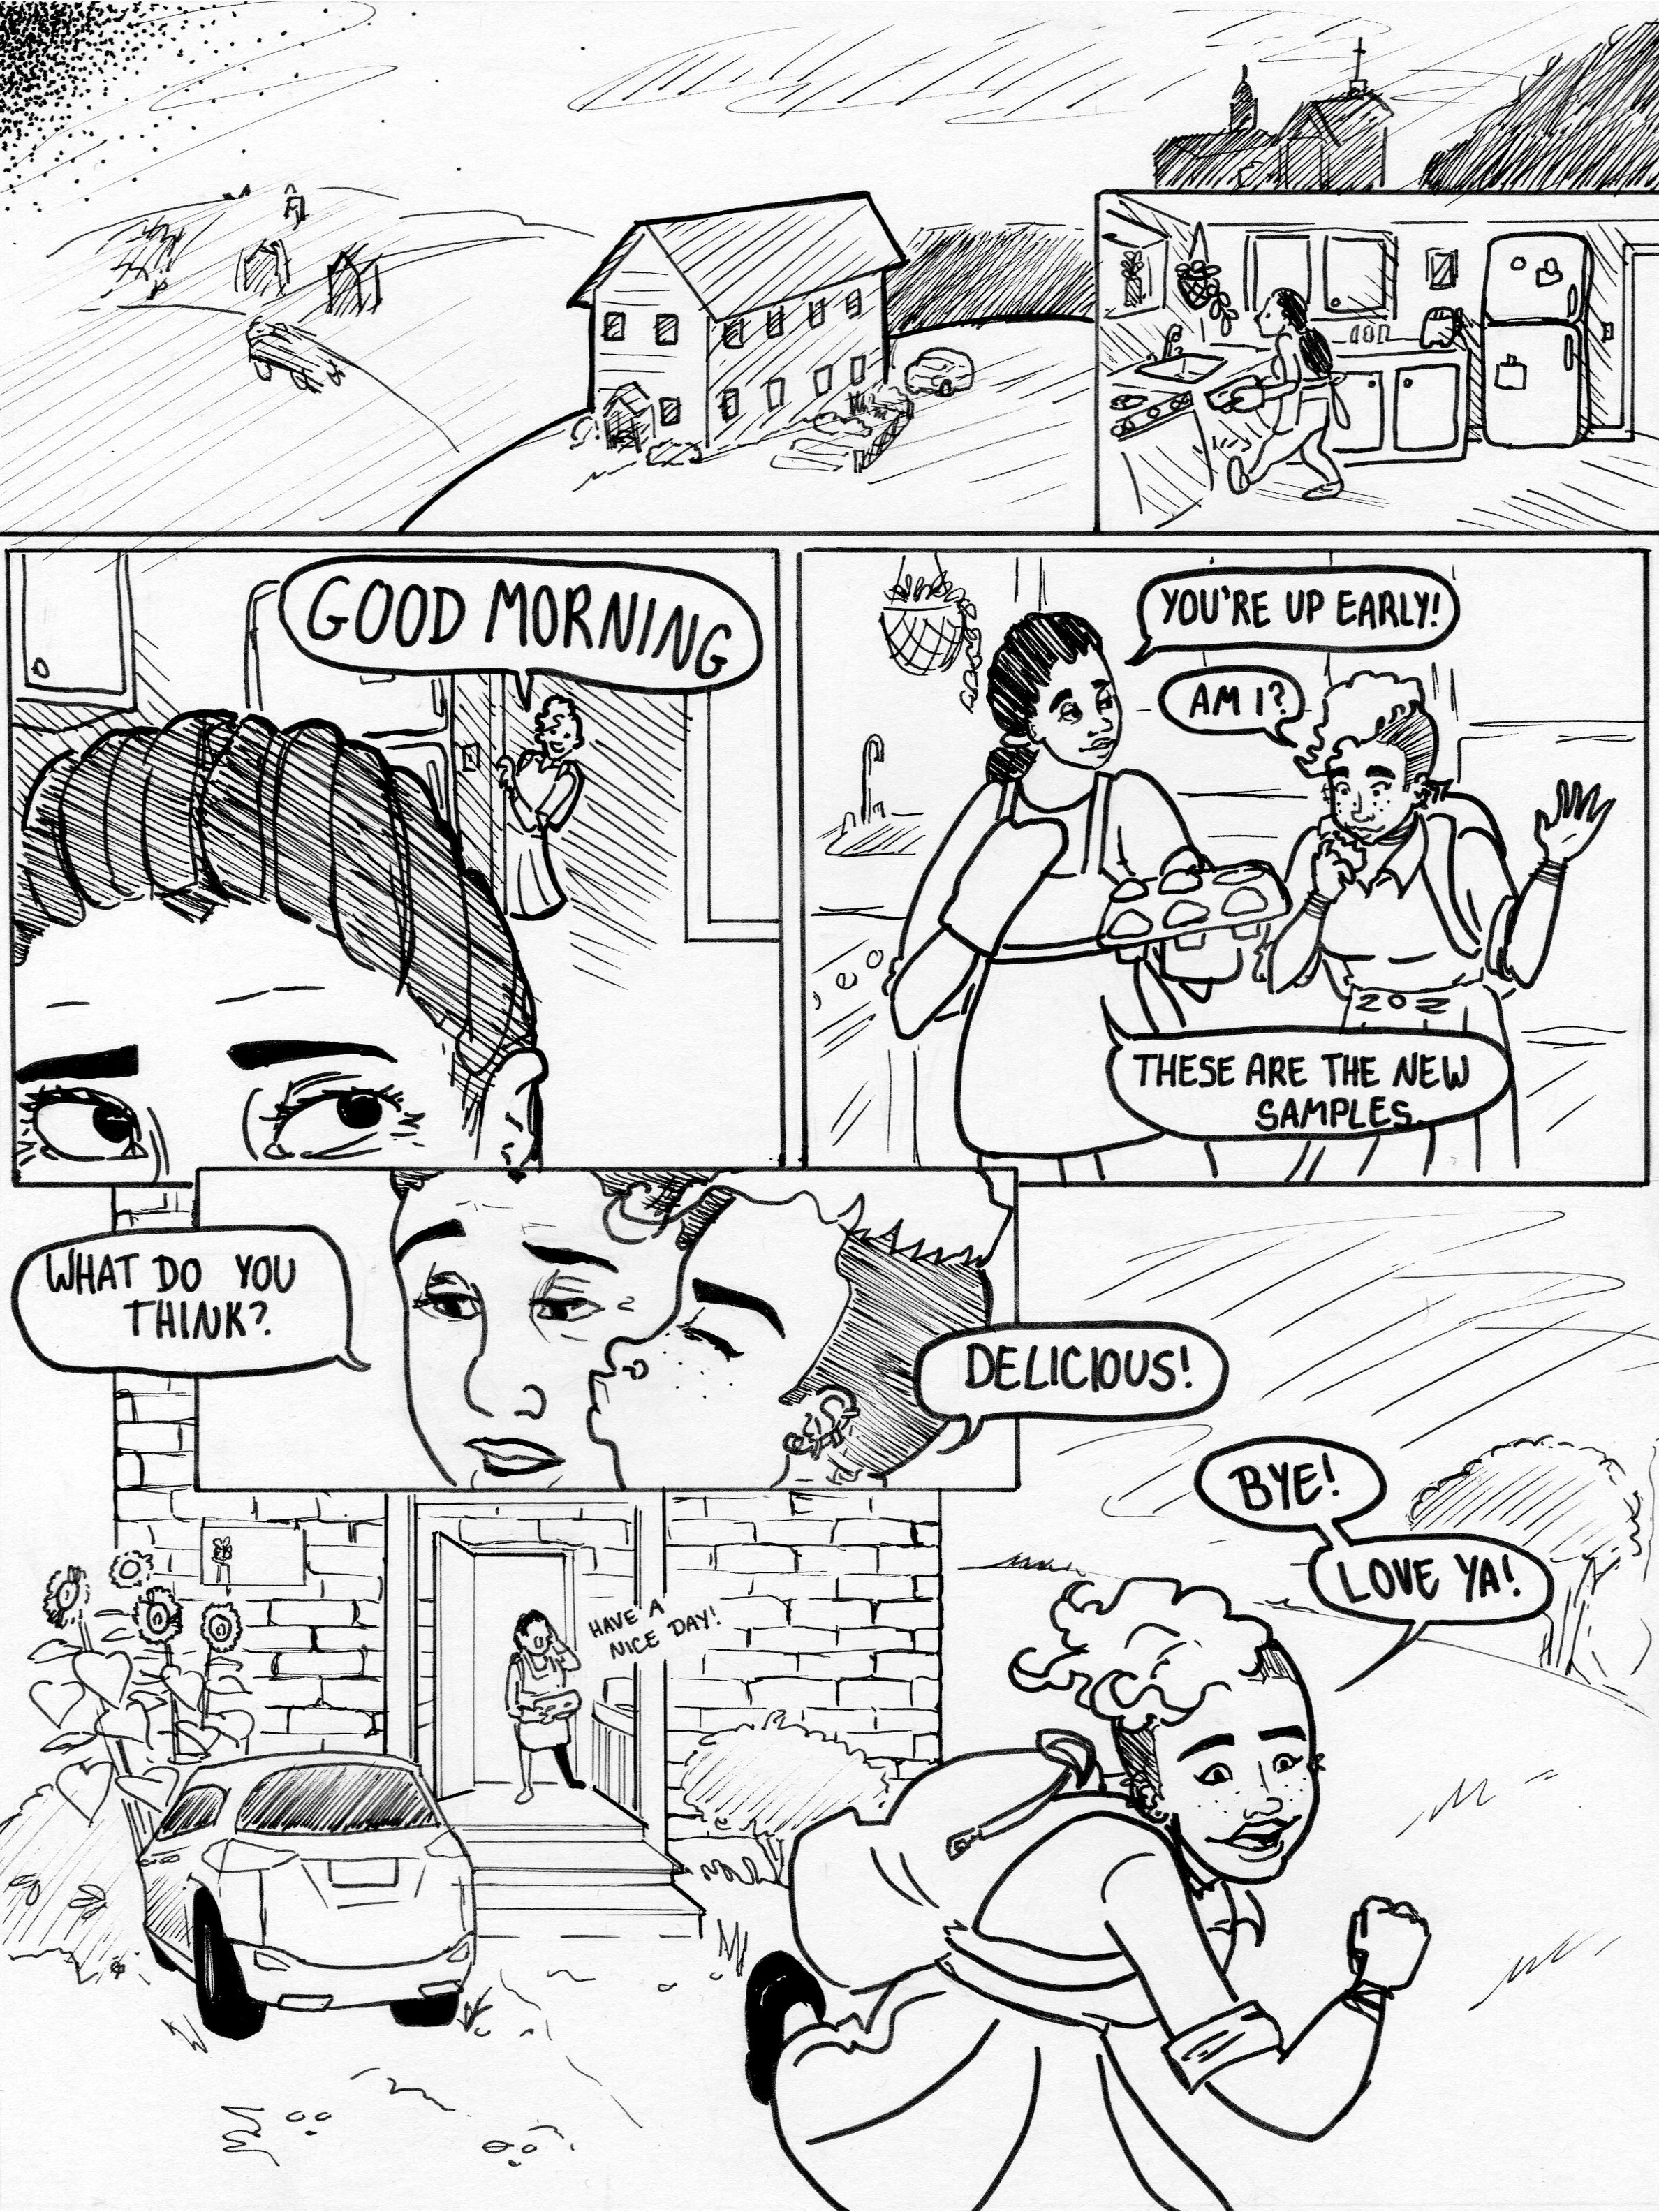 GOOD MORNING
YOU'RE UP EARLY!
AM I?
THESE ARE THE NEW
SAMPLES.
WHAT DO YOU
THINK?
DELICIOUS!
BYE!
LOVE YA!
HAVE A
NICE DAY!